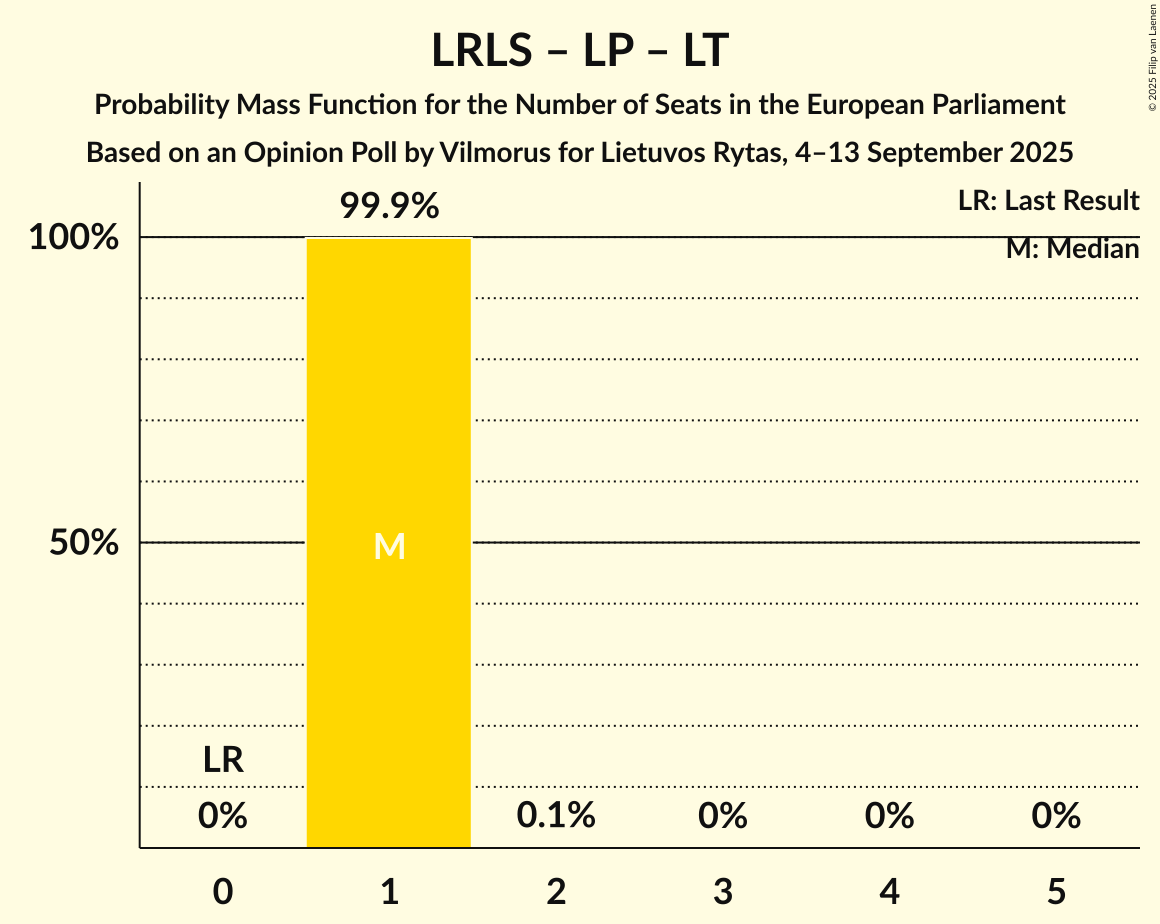 LRLS – LP – LT
Probability Mass Function for the Number of Seats in the European Parliament
Based on an Opinion Poll by Vilmorus for Lietuvos Rytas, 4–13 September 2025
© 2025 Filip van Laenen
LR: Last Result
M: Median
99.9%
100%
50%
M
LR
0%
0.1%
0%
0%
0%
0
1
2
3
4
5